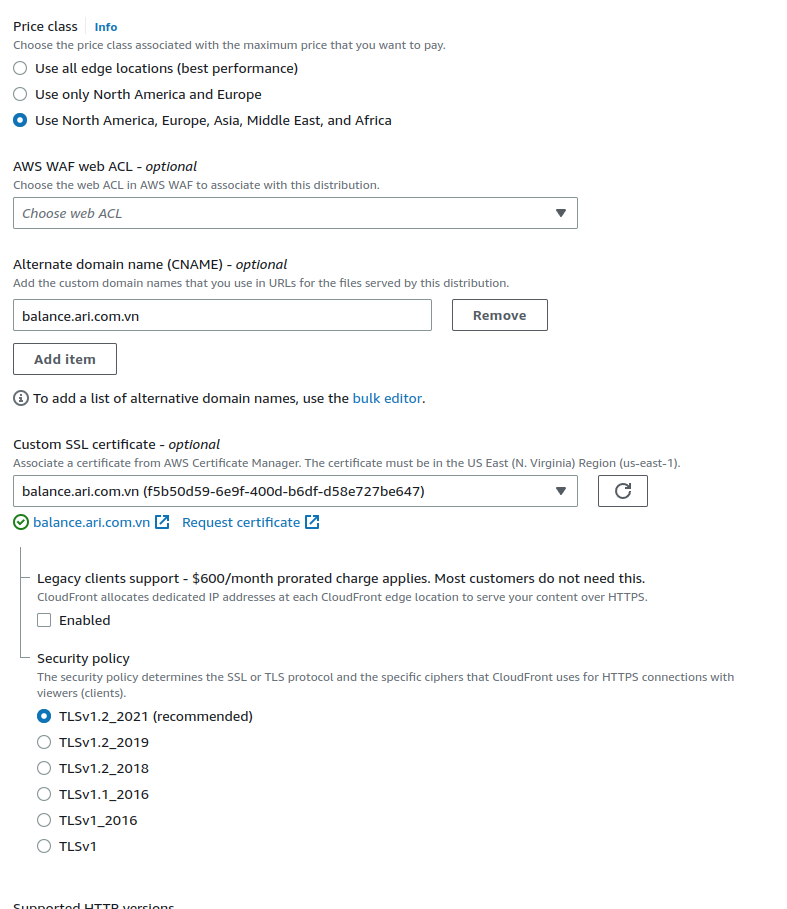 Price class Info
Choose the price class associated with the maximum price that you want to pay.
Use all edge locations (best performance)
Use only North America and Europe
Use North America, Europe, Asia, Middle East, and Africa
AWS WAF web ACL - optional
Choose the web ACL in AWS WAF to associate with this distribution.
Choose web ACL
Alternate domain name (CNAME) - optional
Add the custom domain names that you use in URLs for the files served by this distribution.
balance.ari.com.vn
Remove
Add item
To add a list of alternative domain names, use the bulk editor.
Custom SSL certificate - optional
Associate a certificate from AWS Certificate Manager. The certificate must be in the US East (N. Virginia) Region (us-east-1).
balance.ari.com.vn (f5b50d59-6e9f-400d-b6df-d58e727be647)
balance.ari.com.vn Request certificate
Legacy clients support - $600/month prorated charge applies. Most customers do not need this.
CloudFront allocates dedicated IP addresses at each CloudFront edge location to serve your content over HTTPS.
Enabled
Security policy
The security policy determines the SSL or TLS protocol and the specific ciphers that CloudFront uses for HTTPS connections with
viewers (clients).
TLSv1.2_2021 (recommended)
TLSv1.2_2019
TLSv1.2_2018
TLSv1.1_2016
TLSv1_2016
TLSv1
Supported HTTP versions